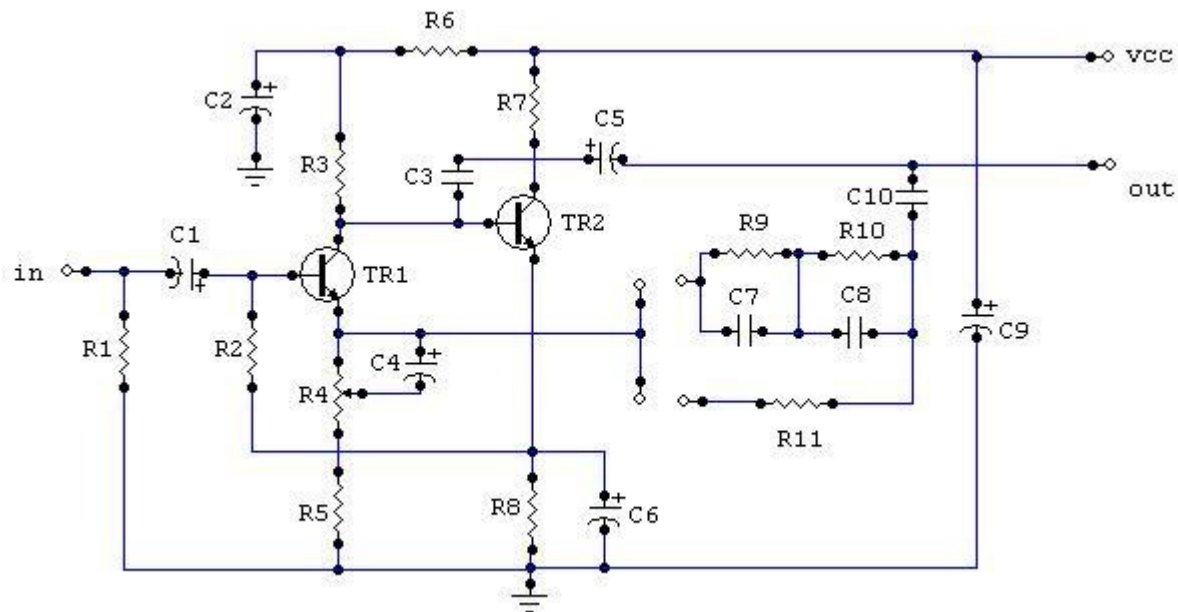 R6
vcc
C2
R7
C5
R3
C3
out
C10
C1
TR2
R9
R10
in
TR1
C7
C8
R1
R2
C4
C9
R4
R11
R5
R8
C6
+
+
+
+
+
+